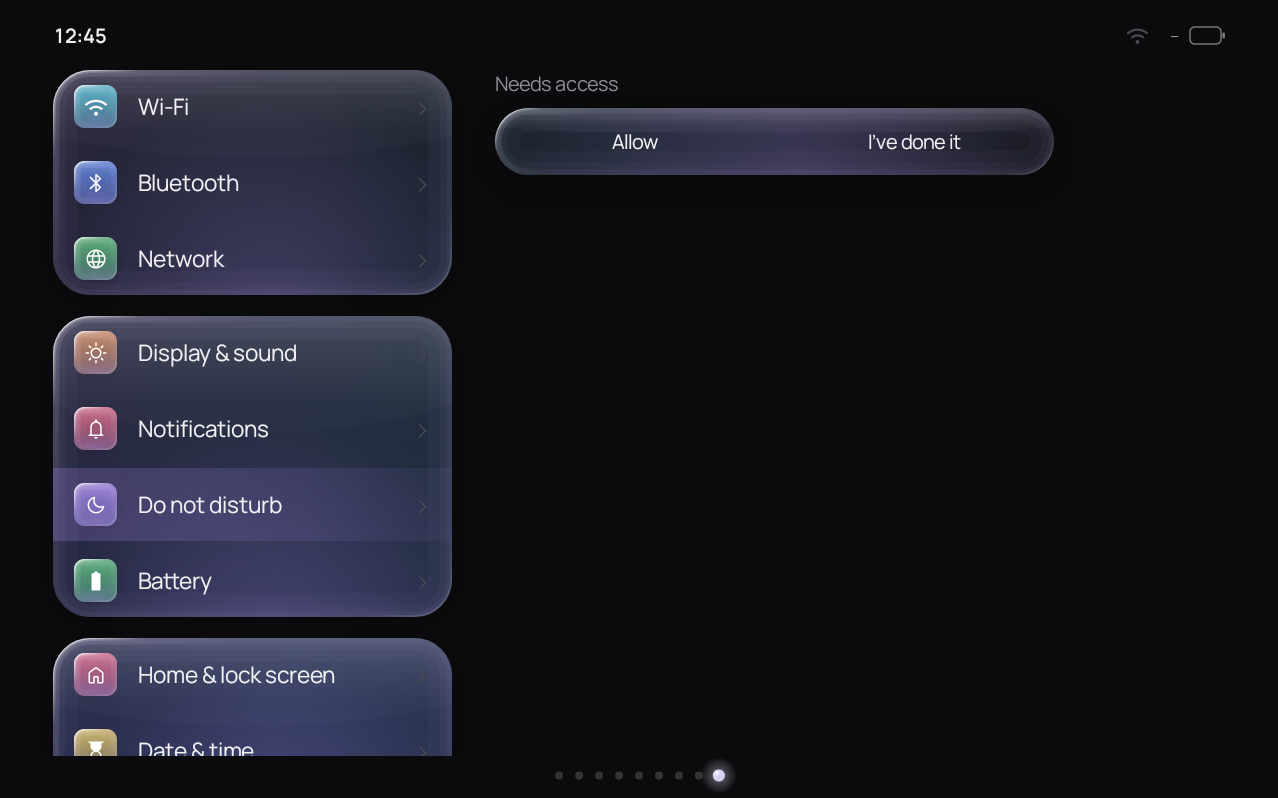 12:45
–
Wi-Fi
Bluetooth
Network
Display & sound
Notifications
Do not disturb
Battery
Home & lock screen
Date & time
Needs access
Allow
I've done it